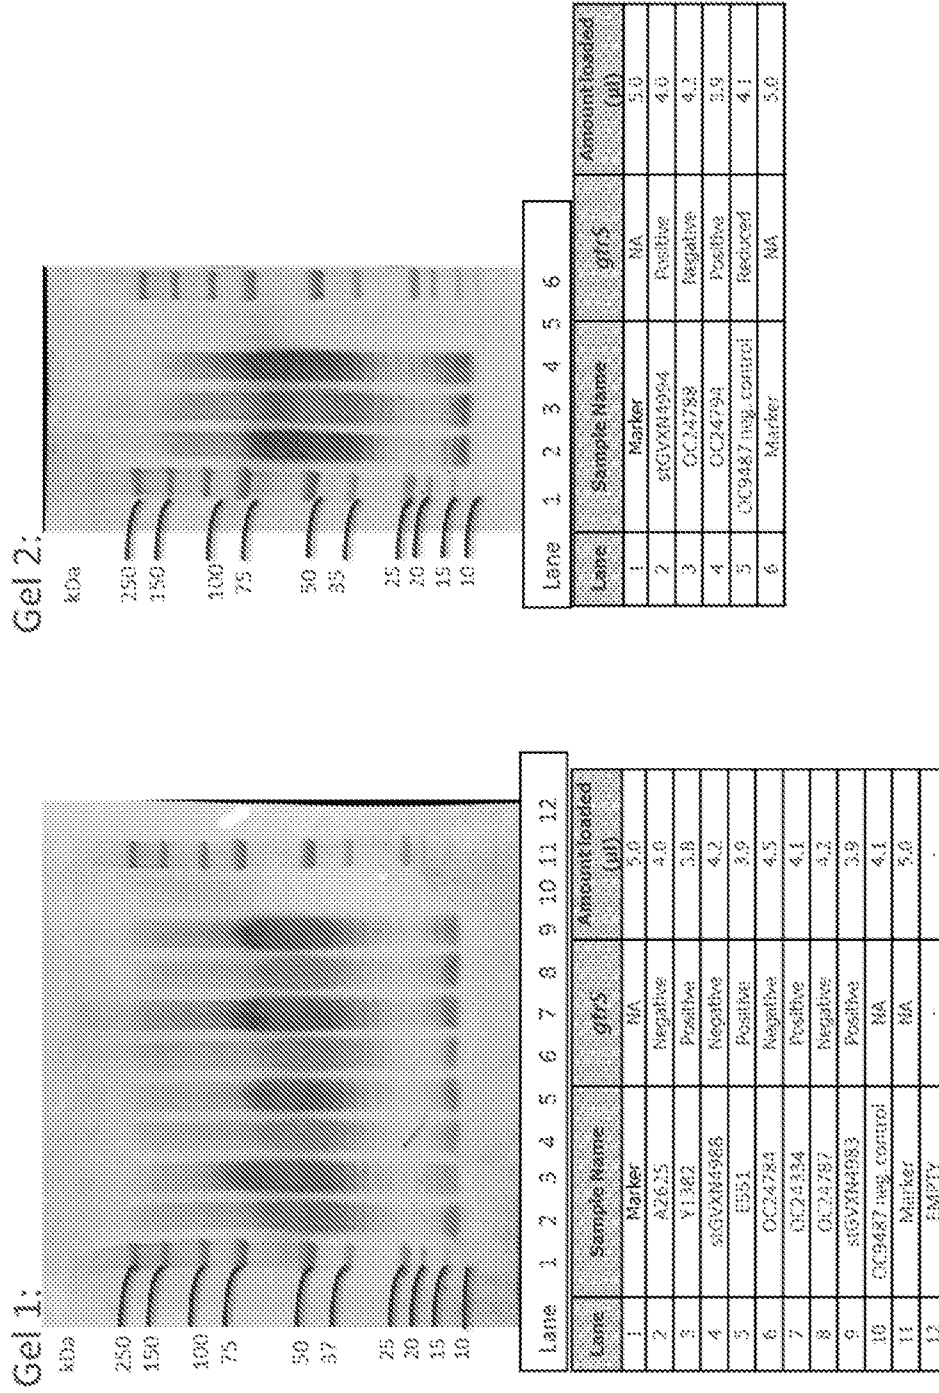 Gel 1:
kDa
250
150
100
75
50
37
25
20
15
10
Lane 1 2 3 4 5 6 7 8 9 10 11 12
Lane Sample Name gtrS Amount loaded (µl)
1 Marker NA 5.0
2 A2625 Negative 4.0
3 Y1382 Positive 3.8
4 stGVXN4988 Negative 4.2
5 E551 Positive 3.9
6 OC24784 Negative 4.5
7 OC24334 Positive 4.1
8 OC24787 Negative 4.2
9 stGVXN4983 Positive 3.9
10 OC9487 neg. control NA 4.1
11 Marker NA 5.0
12 EMPTY - -
Gel 2:
kDa
250
150
100
75
50
35
25
20
15
10
Lane 1 2 3 4 5 6
Lane Sample Name gtrS Amount loaded (µl)
1 Marker NA 5.0
2 stGVXN4994 Positive 4.0
3 OC24788 Negative 4.2
4 OC24794 Positive 3.9
5 OC9487 neg. control Reduced 4.1
6 Marker NA 5.0